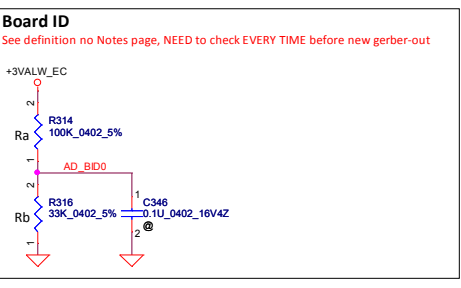 Board ID
See definition no Notes page, NEED to check EVERY TIME before new gerber-out
+3VALW_EC
2
R314
Ra
100K_0402_5%
1
AD_BID0
2
1
R316
C346
Rb
33K_0402_5%
0.1U_0402_16V4Z
2
@
1